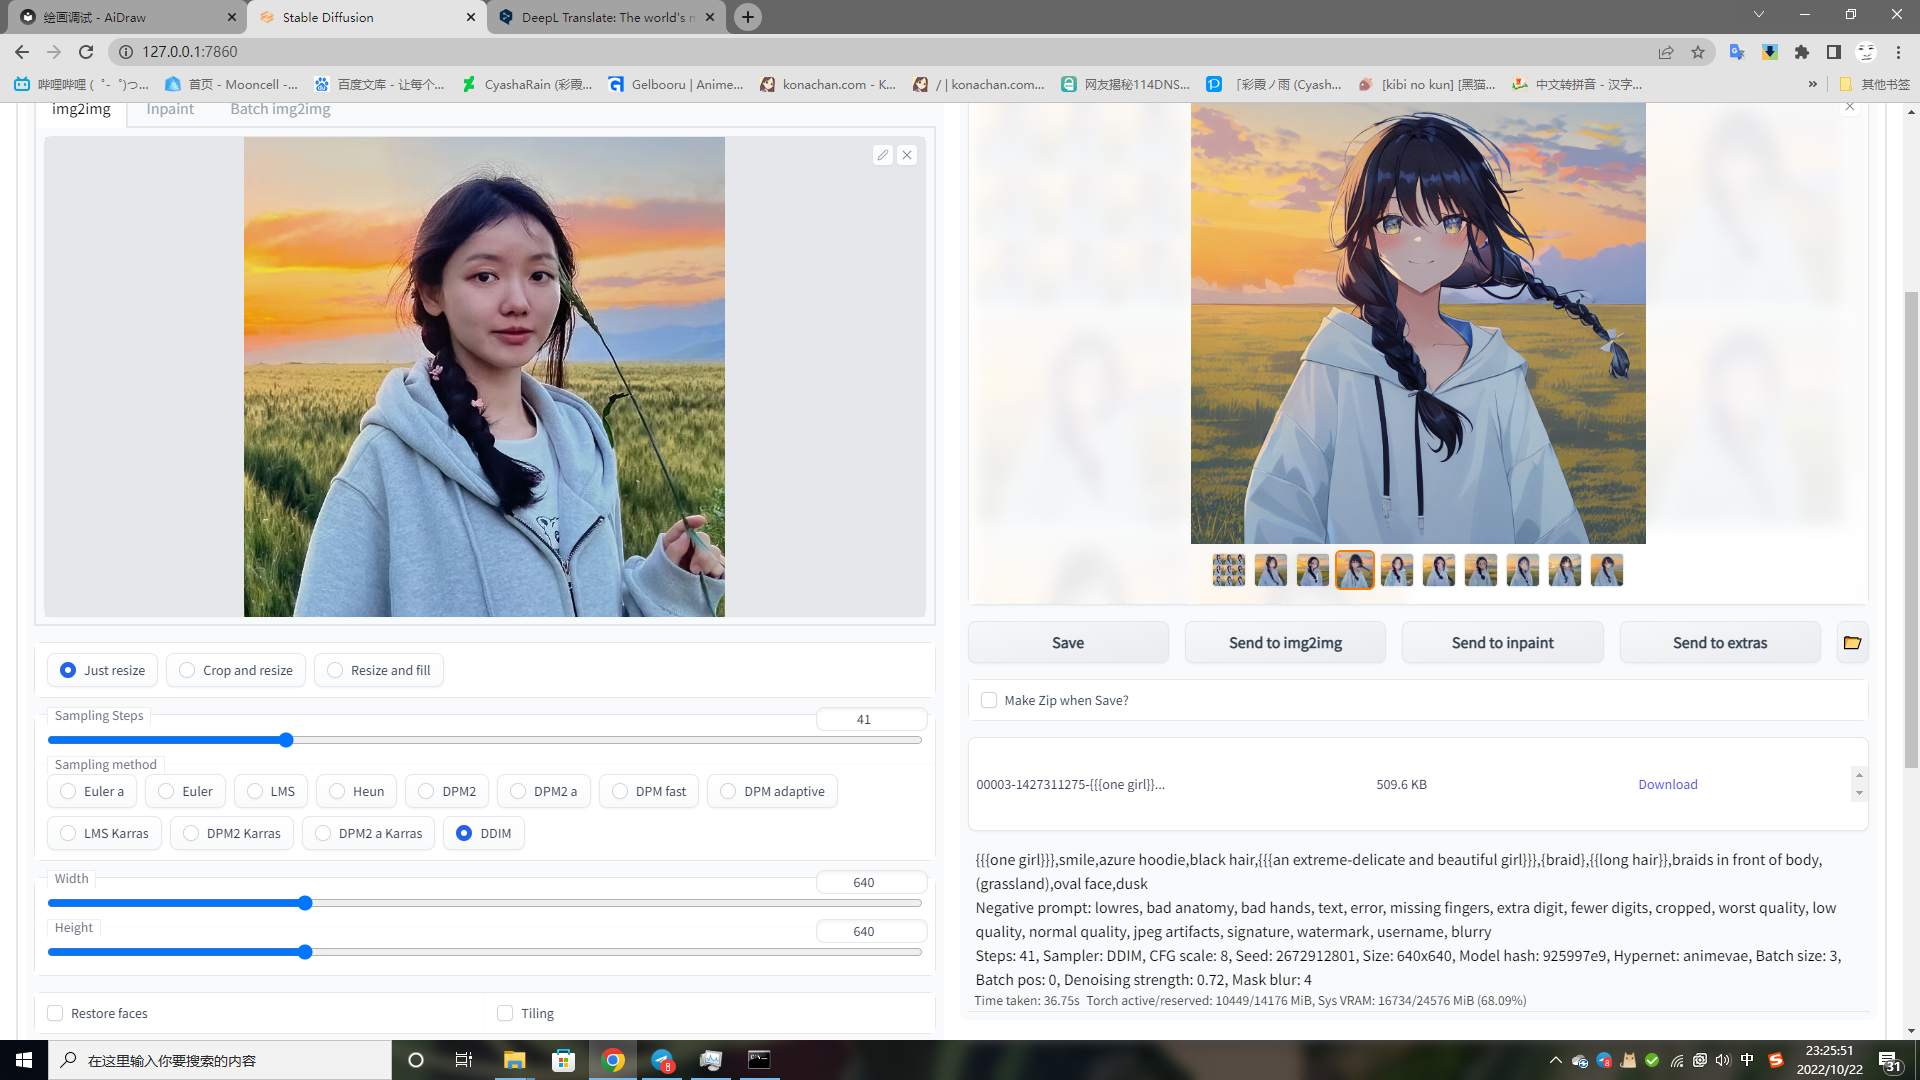 绘画调试 - AiDraw
Stable Diffusion
DeepL Translate: The world's
127.0.0.1:7860
哔哩哔哩 ( ゜- ゜)つ...
首页 - Mooncell -...
百度文库 - 让每个...
CyashaRain (彩霞...
Gelbooru | Anime...
konachan.com - K...
/ | konachan.com...
网友揭秘114DNS...
「彩霞ノ雨 (Cyash...
[kibi no kun] [黑猫...
中文转拼音 - 汉字...
»
其他书签
img2img
Inpaint
Batch img2img
Just resize
Crop and resize
Resize and fill
Sampling Steps
41
Sampling method
Euler a
Euler
LMS
Heun
DPM2
DPM2 a
DPM fast
DPM adaptive
LMS Karras
DPM2 Karras
DPM2 a Karras
DDIM
Width
640
Height
640
Restore faces
Tiling
Save
Send to img2img
Send to inpaint
Send to extras
Make Zip when Save?
00003-1427311275-{{{one girl}}...
509.6 KB
Download
{{{one girl}}},smile,azure hoodie,black hair,{{{an extreme-delicate and beautiful girl}}},{braid},{{long hair}},braids in front of body,
(grassland),oval face,dusk
Negative prompt: lowres, bad anatomy, bad hands, text, error, missing fingers, extra digit, fewer digits, cropped, worst quality, low
quality, normal quality, jpeg artifacts, signature, watermark, username, blurry
Steps: 41, Sampler: DDIM, CFG scale: 8, Seed: 2672912801, Size: 640x640, Model hash: 925997e9, Hypernet: animevae, Batch size: 3,
Batch pos: 0, Denoising strength: 0.72, Mask blur: 4
Time taken: 36.75s Torch active/reserved: 10449/14176 MiB, Sys VRAM: 16734/24576 MiB (68.09%)
在这里输入你要搜索的内容
8
8
中
23:25:51
2022/10/22
31